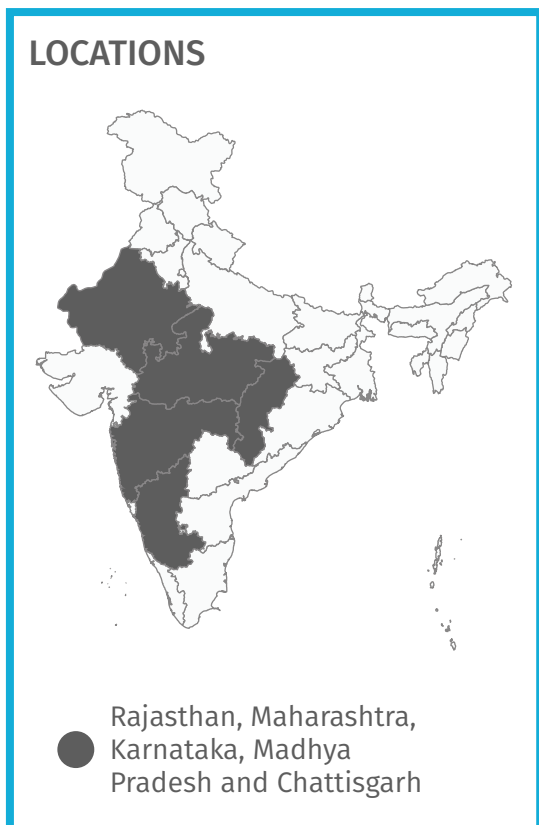 LOCATIONS
Rajasthan, Maharashtra,
Karnataka, Madhya
Pradesh and Chattisgarh